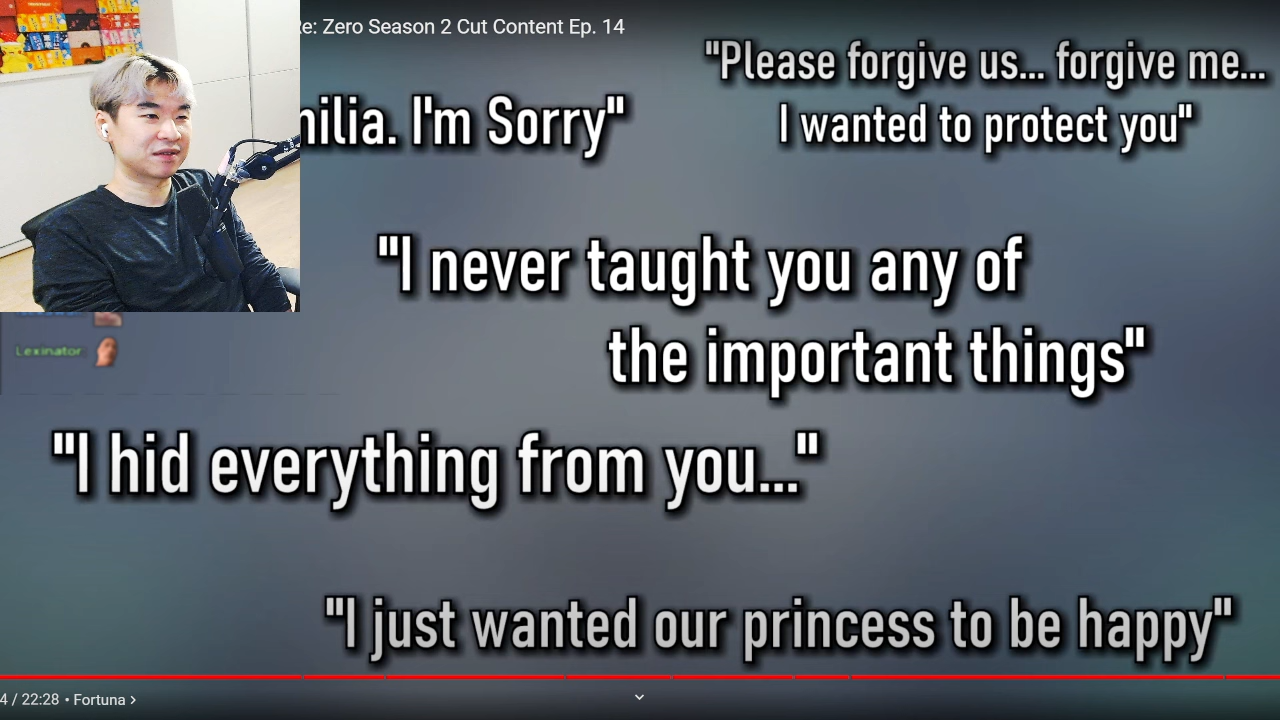 e: Zero Season 2 Cut Content Ep. 14
"Please forgive us... forgive me...
I wanted to protect you"
nilia. I'm Sorry"
"I never taught you any of
the important things"
Lexinator:
"I hid everything from you..."
"I just wanted our princess to be happy"
4 / 22:28 • Fortuna >